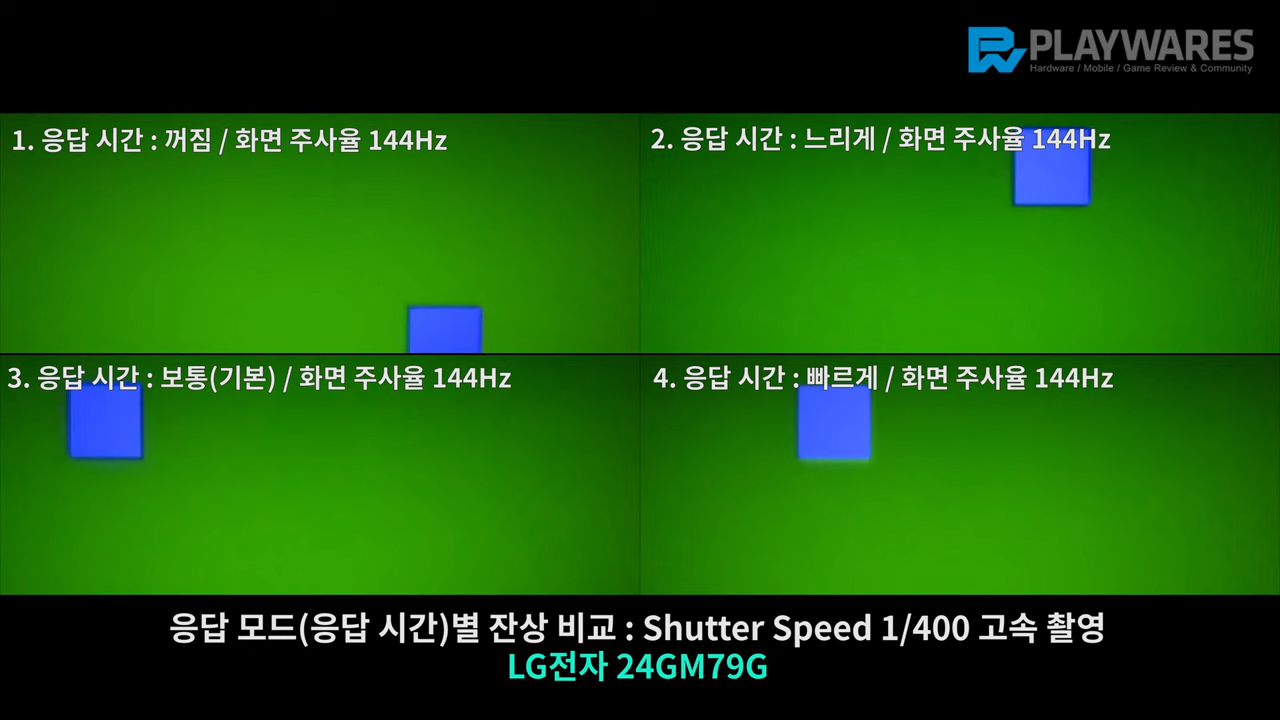 PLAYWARES
Hardware / Mobile / Game Review & Community
1. 응답 시간 : 꺼짐 / 화면 주사율 144Hz
2. 응답 시간 : 느리게 / 화면 주사율 144Hz
3. 응답 시간 : 보통(기본) / 화면 주사율 144Hz
4. 응답 시간 : 빠르게 / 화면 주사율 144Hz
응답 모드(응답 시간)별 잔상 비교 : Shutter Speed 1/400 고속 촬영
LG전자 24GM79G